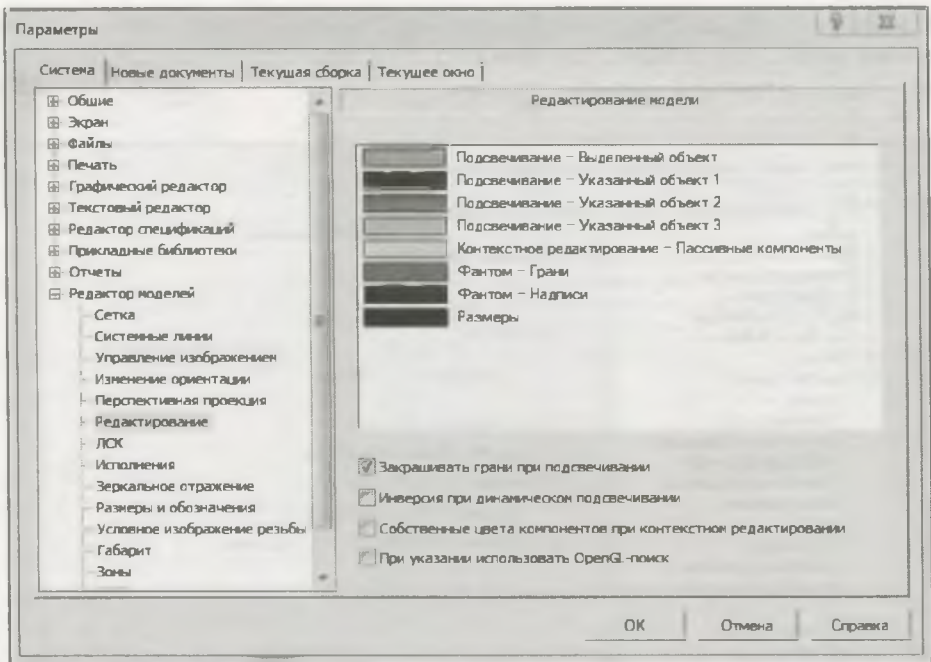 Параметры
Система Новые документы Текущая сборка Текущее окно
Общие
Экран
Файлы
Печать
Графический редактор
Текстовый редактор
Редактор спецификаций
Прикладные библиотеки
Отчеты
Редактор моделей
Сетка
Системные линии
Управление изображением
Изменение ориентации
Перспективная проекция
Редактирование
ЛСК
Исполнения
Зеркальное отражение
Размеры и обозначения
Условное изображение резьбы
Габарит
Зоны
Редактирование модели
Подсвечивание - Выделенный объект
Подсвечивание - Указанный объект 1
Подсвечивание - Указанный объект 2
Подсвечивание - Указанный объект 3
Контекстное редактирование - Пассивные компоненты
Фантом - Грани
Фантом - Надписи
Размеры
Закрашивать грани при подсвечивании
Инверсия при динамическом подсвечивании
Собственные цвета компонентов при контекстном редактировании
При указании использовать OpenGL-поиск
ОК Отмена Справка